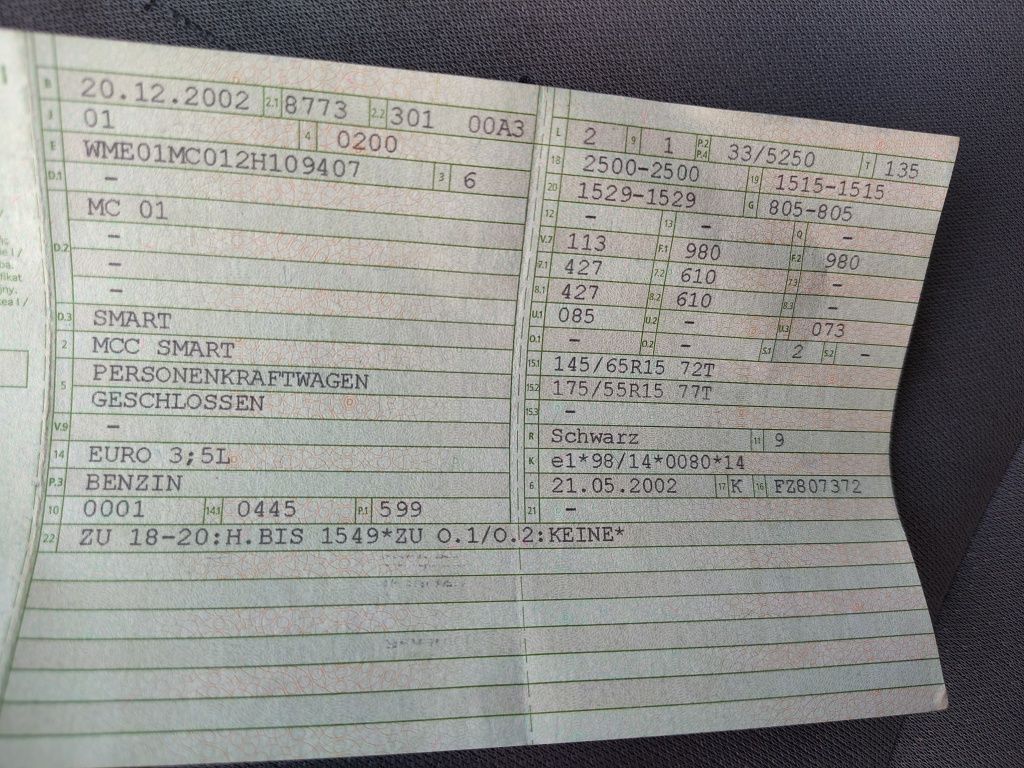 B 20.12.2002 2.1 8773 2.2 301 00A3
J 01 4 0200
E WME01MC012H109407 3 6
D.1 -
MC 01
-
D.2 -
-
D.3 SMART
2 MCC SMART
5 PERSONENKRAFTWAGEN
GESCHLOSSEN
V.9 -
14 EURO 3;5L
P.3 BENZIN
10 0001 14.1 0445 P.1 599
22 ZU 18-20:H.BIS 1549*ZU O.1/O.2:KEINE*
L 2 9 1 P.2 P.4 33/5250 T 135
18 2500-2500 19 1515-1515
20 1529-1529 G 805-805
12 - 13 - Q -
V.7 113 F.1 980 F.2 980
7.1 427 7.2 610 7.3 -
8.1 427 8.2 610 8.3 -
U.1 085 U.2 - U.3 073
O.1 - O.2 - S.1 2 S.2 -
15.1 145/65R15 72T
15.2 175/55R15 77T
15.3 -
R Schwarz 11 9
K e1*98/14*0080*14
6 21.05.2002 17 K 16 FZ807372
21 -